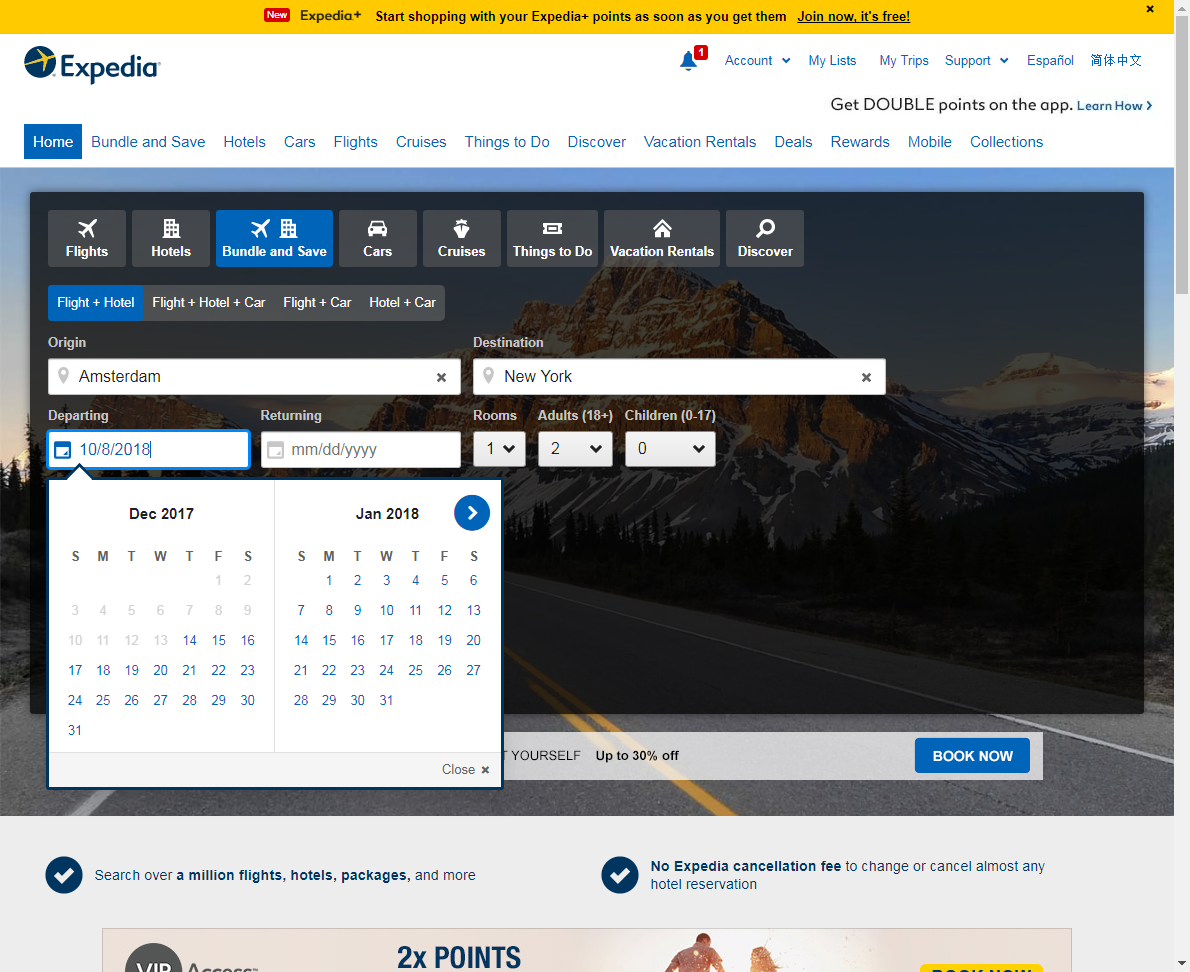 New Expedia+ Start shopping with your Expedia+ points as soon as you get them Join now, it's free!
Expedia
1 Account My Lists My Trips Support Español 简体中文
Get DOUBLE points on the app. Learn How
Home Bundle and Save Hotels Cars Flights Cruises Things to Do Discover Vacation Rentals Deals Rewards Mobile Collections
Flights Hotels Bundle and Save Cars Cruises Things to Do Vacation Rentals Discover
Flight + Hotel Flight + Hotel + Car Flight + Car Hotel + Car
Origin Destination
Amsterdam New York
Departing Returning Rooms Adults (18+) Children (0-17)
10/8/2018 mm/dd/yyyy 1 2 0
Dec 2017 Jan 2018
S M T W T F S S M T W T F S
1 2 1 2 3 4 5 6
3 4 5 6 7 8 9 7 8 9 10 11 12 13
10 11 12 13 14 15 16 14 15 16 17 18 19 20
17 18 19 20 21 22 23 21 22 23 24 25 26 27
24 25 26 27 28 29 30 28 29 30 31
31
YOURSELF Up to 30% off BOOK NOW
Close
Search over a million flights, hotels, packages, and more
No Expedia cancellation fee to change or cancel almost any
hotel reservation
2x POINTS
VIP Access
BOOK NOW